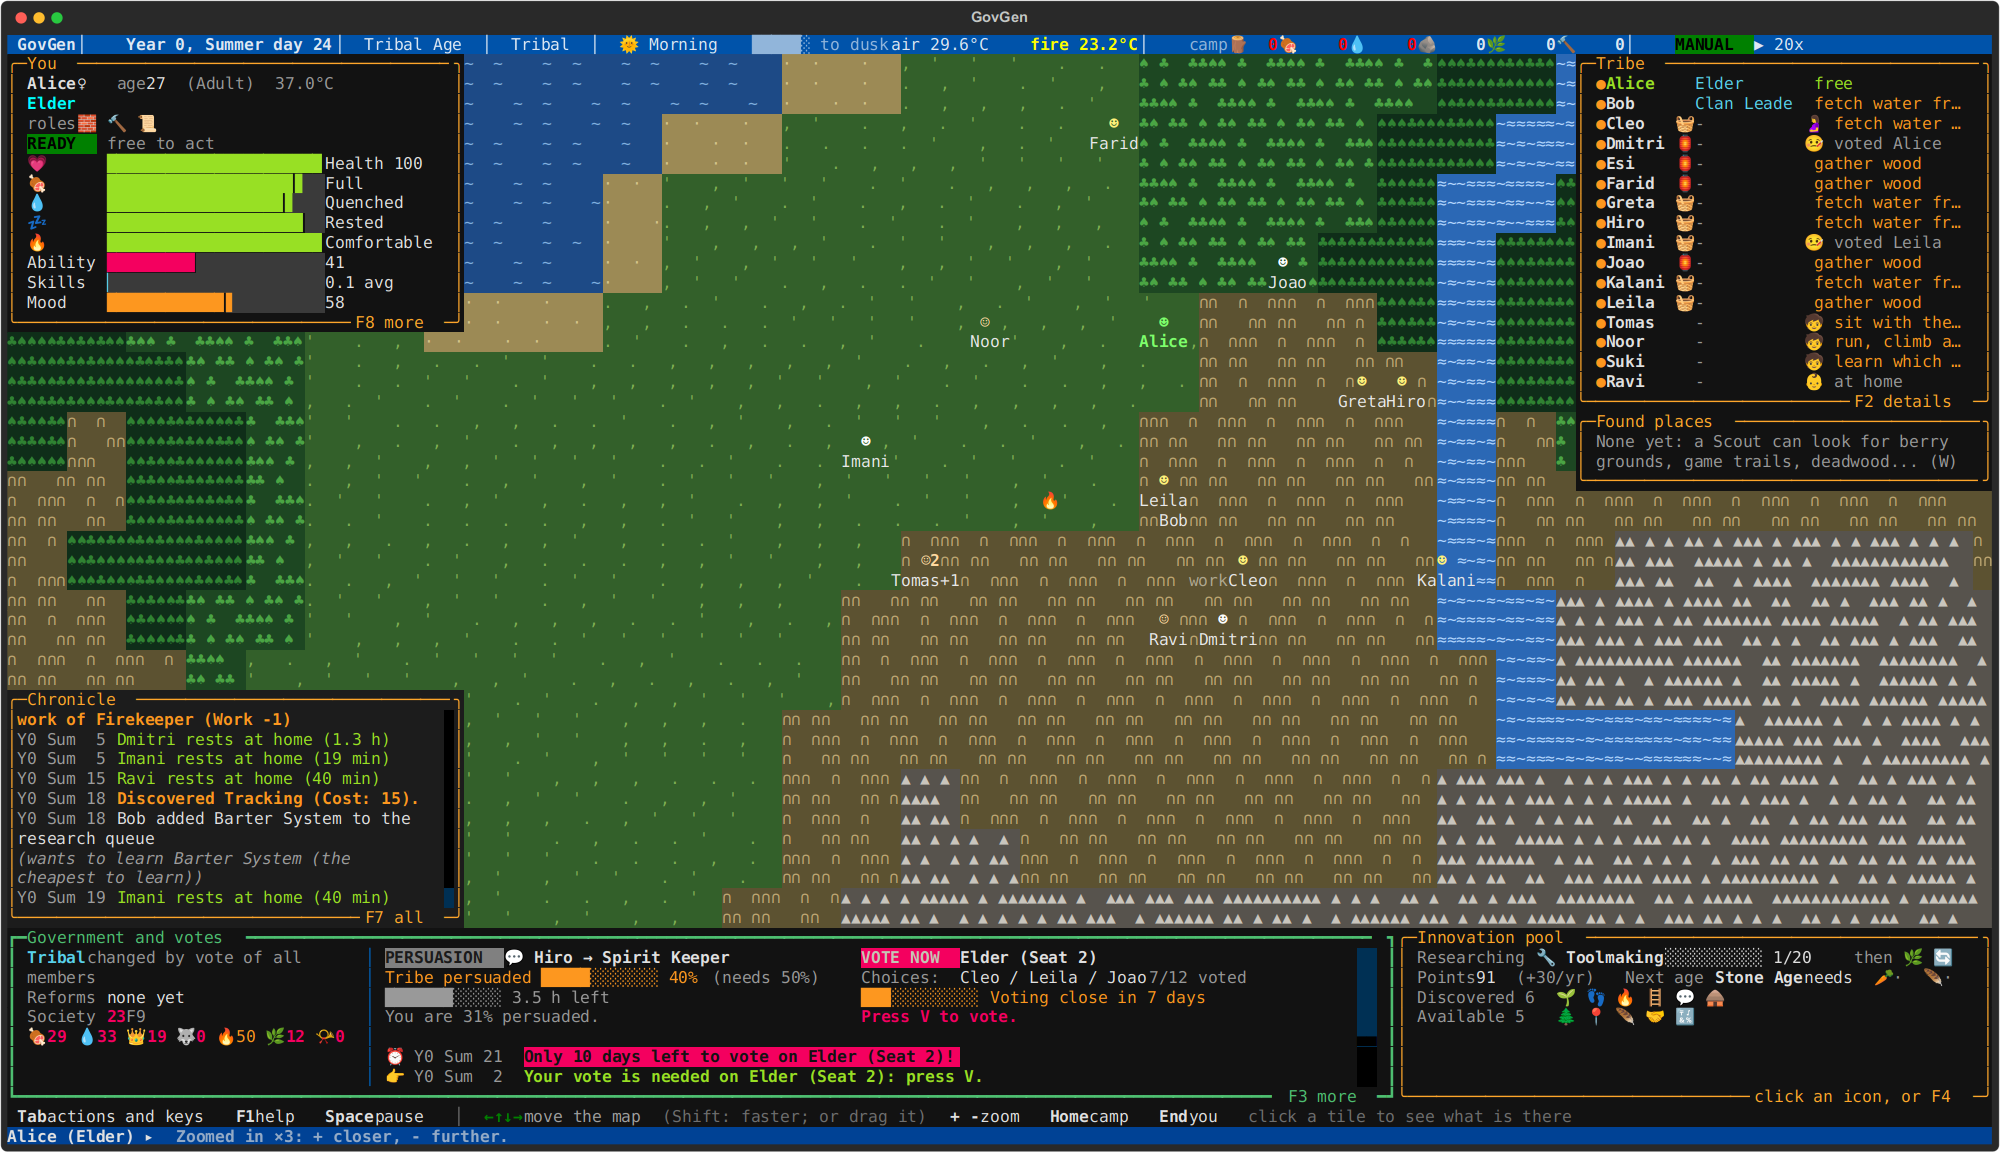 GovGen
GovGen Year 0, Summer day 24 Tribal Age Tribal Morning to dusk air 29.6°C fire 23.2°C camp 0 0 0 0 0 0 MANUAL ▶ 20x
You
Alice♀ age27 (Adult) 37.0°C
Elder
roles
READY free to act
Health 100
Full
Quenched
Rested
Comfortable
Ability 41
Skills 0.1 avg
Mood 58
F8 more
Farid
Joao
Noor
Alice
Greta Hiro
Imani
Leila
Bob
2
Tomas+1
work Cleo
Kalani
Ravi Dmitri
Tribe
Alice Elder free
Bob Clan Leade fetch water fr…
Cleo - fetch water …
Dmitri - voted Alice
Esi - gather wood
Farid - gather wood
Greta - fetch water fr…
Hiro - fetch water fr…
Imani - voted Leila
Joao - gather wood
Kalani - fetch water fr…
Leila - gather wood
Tomas - sit with the…
Noor - run, climb a…
Suki - learn which …
Ravi - at home
F2 details
Found places
None yet: a Scout can look for berry
grounds, game trails, deadwood... (W)
Chronicle
work of Firekeeper (Work -1)
Y0 Sum 5 Dmitri rests at home (1.3 h)
Y0 Sum 5 Imani rests at home (19 min)
Y0 Sum 15 Ravi rests at home (40 min)
Y0 Sum 18 Discovered Tracking (Cost: 15).
Y0 Sum 18 Bob added Barter System to the
research queue
(wants to learn Barter System (the
cheapest to learn))
Y0 Sum 19 Imani rests at home (40 min)
F7 all
Government and votes
Tribal changed by vote of all
members
Reforms none yet
Society 23 F9
29 33 19 0 50 12 0
PERSUASION Hiro → Spirit Keeper
Tribe persuaded 40% (needs 50%)
3.5 h left
You are 31% persuaded.
VOTE NOW Elder (Seat 2)
Choices: Cleo / Leila / Joao 7/12 voted
Voting close in 7 days
Press V to vote.
Y0 Sum 21 Only 10 days left to vote on Elder (Seat 2)!
Y0 Sum 2 Your vote is needed on Elder (Seat 2): press V.
F3 more
Innovation pool
Researching Toolmaking 1/20 then
Points 91 (+30/yr) Next age Stone Age needs
Discovered 6
Available 5
click an icon, or F4
Tab actions and keys F1 help Space pause ←↑↓→ move the map (Shift: faster; or drag it) + - zoom Home camp End you click a tile to see what is there
Alice (Elder) ▸ Zoomed in ×3: + closer, - further.